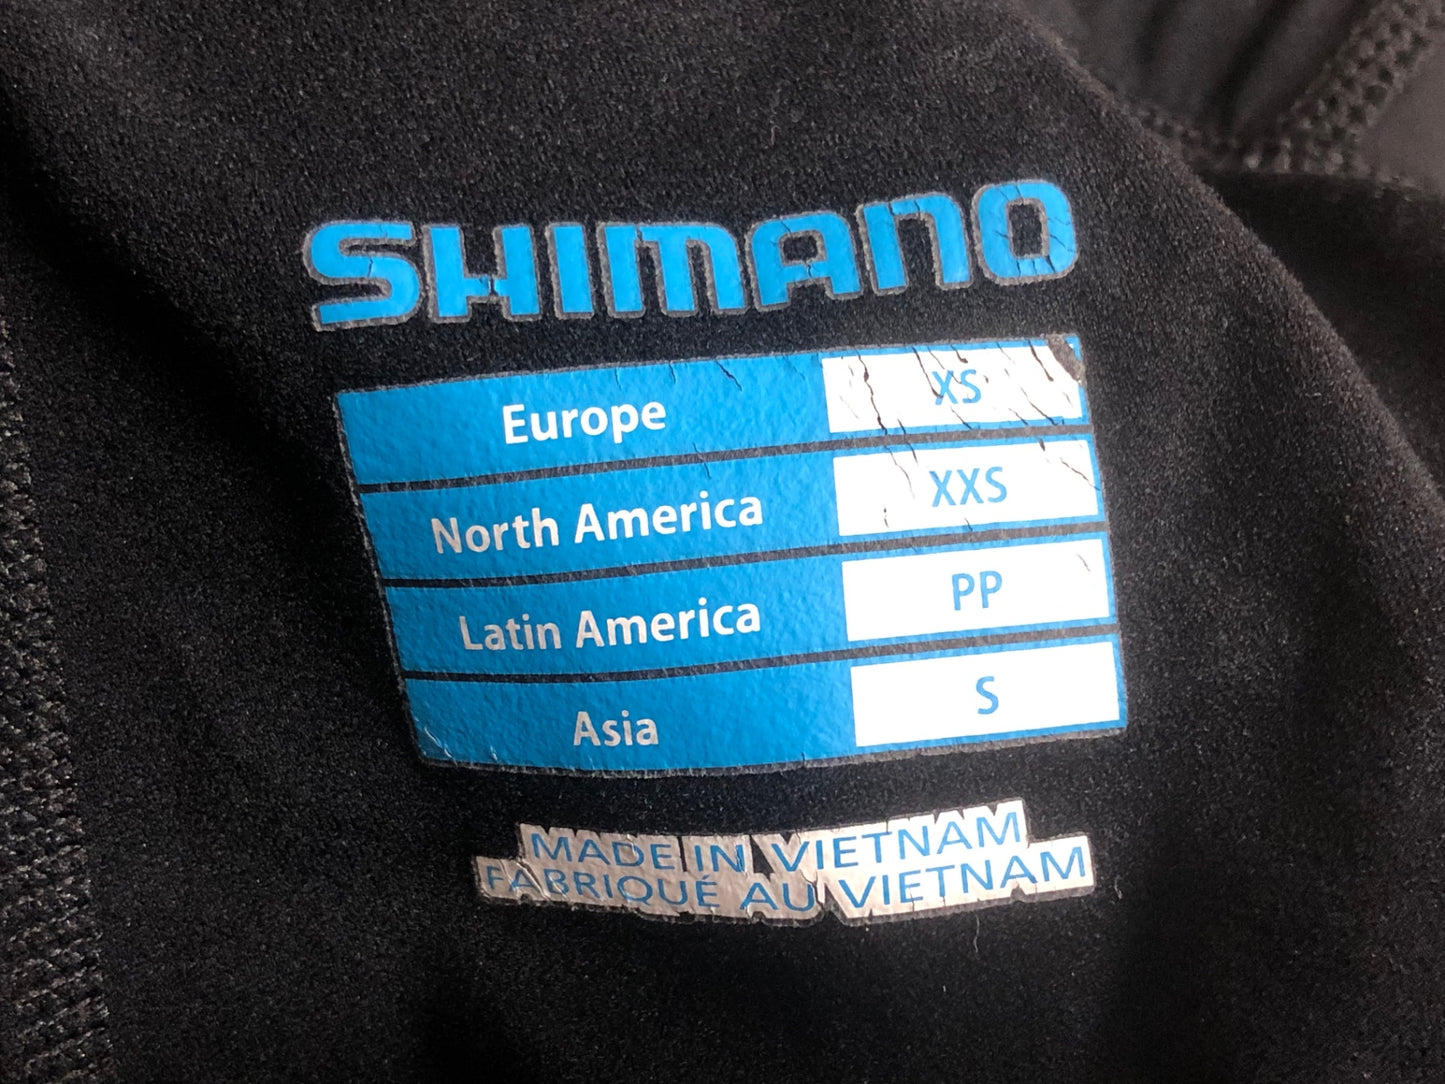 SHIMANO
Europe XS
North America XXS
Latin America PP
Asia S
MADE IN VIETNAM
FABRIQUÉ AU VIETNAM